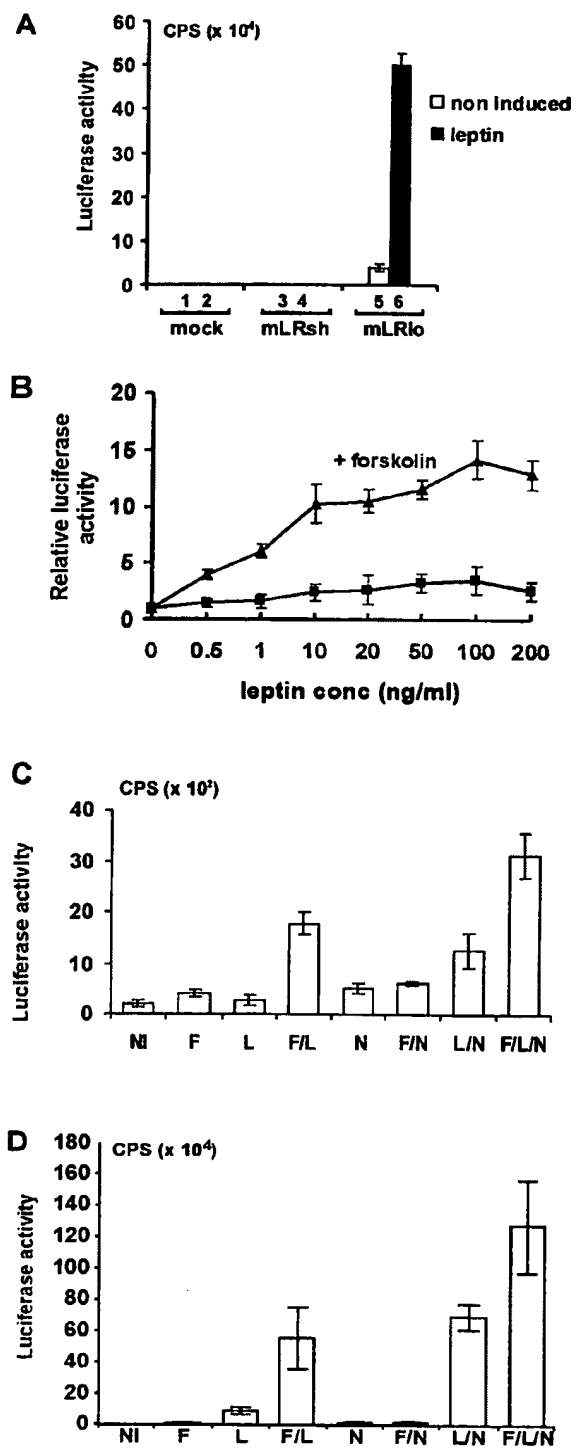 A
CPS (x 10⁴)
Luciferase activity
60
50
40
30
20
10
0
non induced
leptin
1 2 3 4 5 6
mock mLRsh mLRlo
B
Relative luciferase
activity
20
15
10
5
0
+ forskolin
0 0.5 1 10 20 50 100 200
leptin conc (ng/ml)
C
CPS (x 10²)
Luciferase activity
40
30
20
10
0
NI F L F/L N F/N L/N F/L/N
D
CPS (x 10⁴)
Luciferase activity
180
160
140
120
100
80
60
40
20
0
NI F L F/L N F/N L/N F/L/N